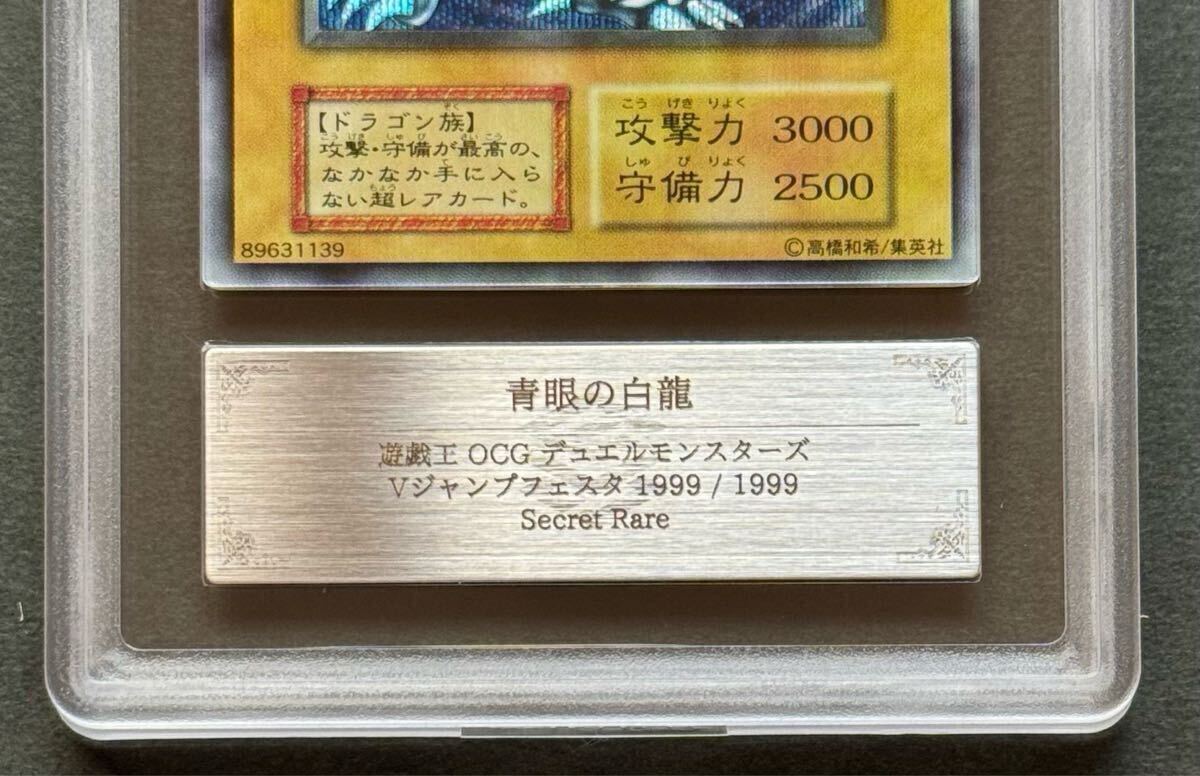 【ドラゴン族】
攻撃・守備が最高の、
なかなか手に入ら
ない超レアカード。
こうげきりょく
攻撃力 3000
しゅびりょく
守備力 2500
89631139
©高橋和希/集英社
青眼の白龍
遊戯王 OCG デュエルモンスターズ
Vジャンプフェスタ 1999 / 1999
Secret Rare